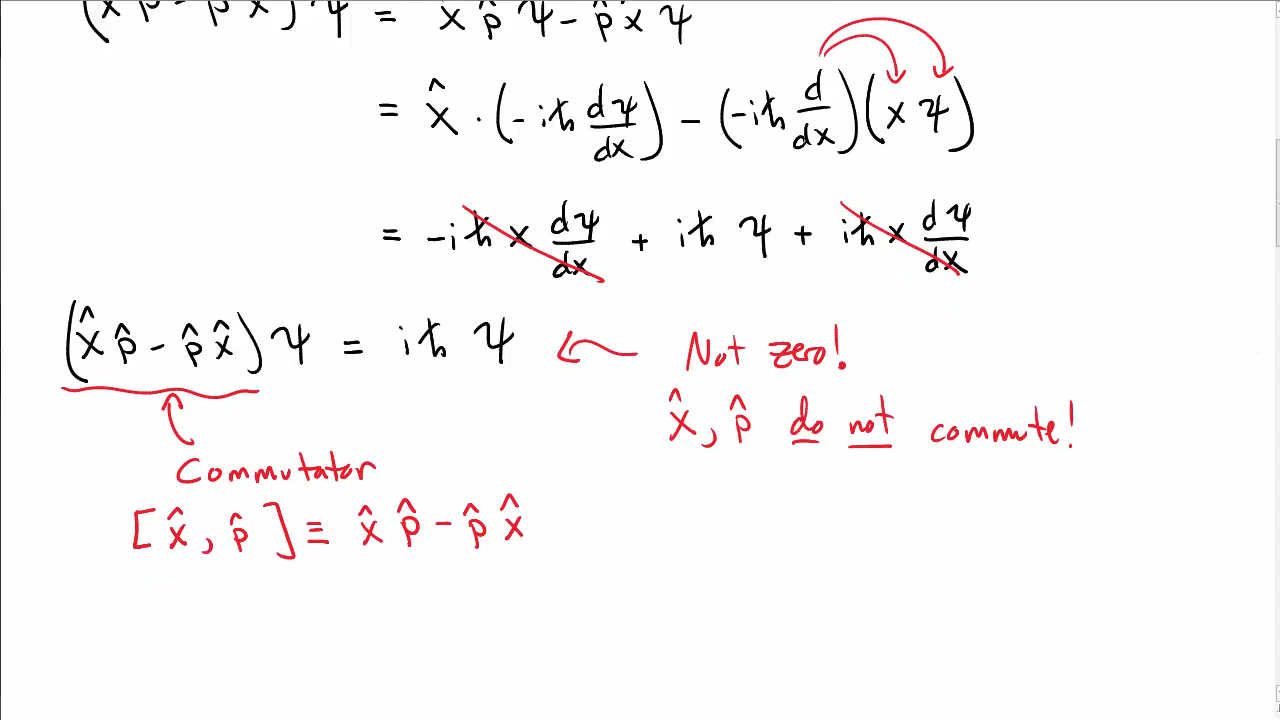 (x̂ p̂ - p̂ x̂) Ψ = x̂ p̂ Ψ - p̂ x̂ Ψ
= x̂ · (-iħ dΨ/dx) - (-iħ d/dx)(x Ψ)
= -iħ x dΨ/dx + iħ Ψ + iħ x dΨ/dx
(x̂ p̂ - p̂ x̂) Ψ = iħ Ψ ← Not zero!
x̂, p̂ do not commute!
Commutator
[x̂, p̂] ≡ x̂ p̂ - p̂ x̂